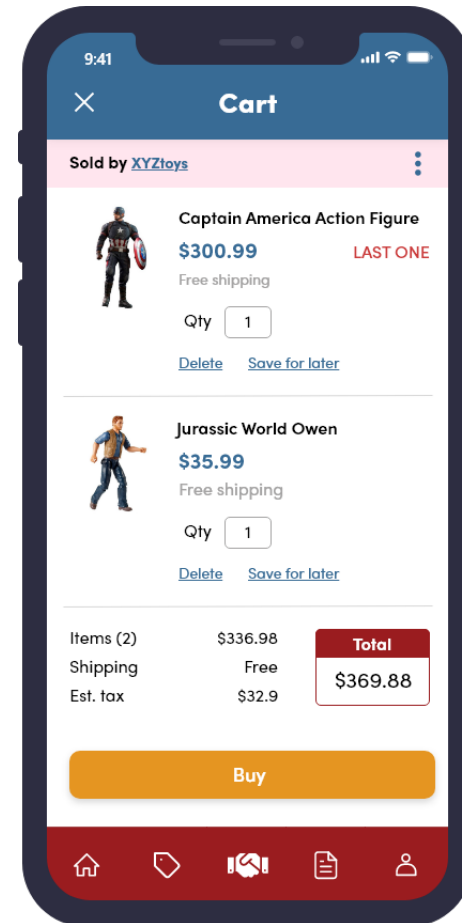 9:41
Cart
Sold by XYZtoys
Captain America Action Figure
$300.99 LAST ONE
Free shipping
Qty 1
Delete Save for later
Jurassic World Owen
$35.99
Free shipping
Qty 1
Delete Save for later
Items (2) $336.98
Shipping Free
Est. tax $32.9
Total
$369.88
Buy